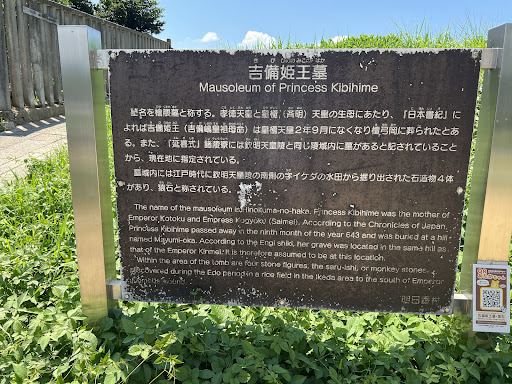 きびひめのみこ はか
吉備姫王墓
Mausoleum of Princess Kibihime
墓名を檜隈墓と称する。孝徳天皇と皇極（斉明）天皇の生母にあたり、「日本書紀」に
よれば吉備姫王（吉備嶋皇祖母命）は皇極天皇２年９月になくなり檀弓岡に葬られたとあ
る。また、「延喜式」諸陵寮には欽明天皇陵と同じ陵域内に墓があると記されていること
から、現在地に指定されている。
墓域内には江戸時代に欽明天皇陵の南側の字イケダの水田から掘り出された石造物４体
があり、猿石と称されている。
The name of the mausoleum is Hinokuma-no-haka. Princess Kibihime was the mother of
Emperor Kotoku and Empress Kugyoku (Saimei). According to the Chronicles of Japan,
Princess Kibihime passed away in the ninth month of the year 643 and was buried at a hill
named Mayumi-oka. According to the Engi shiki, her grave was located in the same hill as
that of the Emperor Kinmei. It is therefore assumed to be at this location.
Within the area of the tomb are four stone figures, the saru-ishi, or monkey stones,
discovered during the Edo period in a rice field in the Ikeda area to the south of Emperor
明日香村